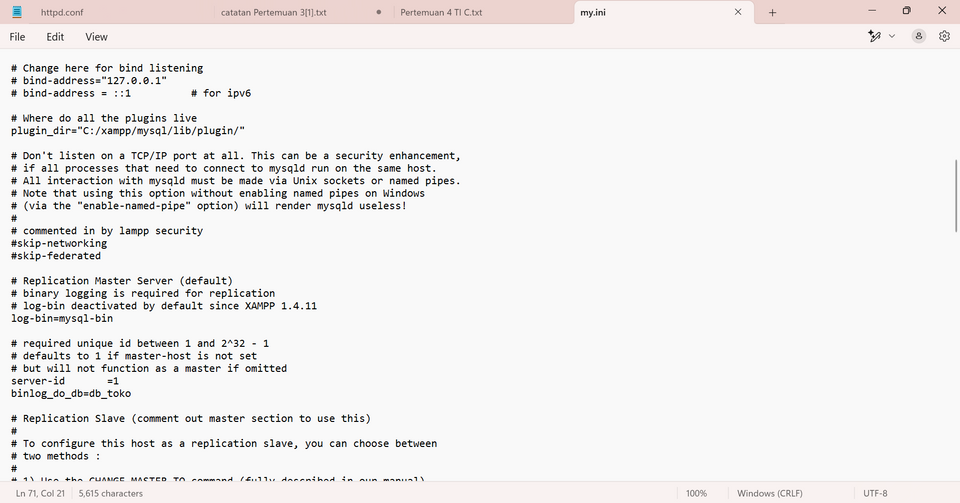 httpd.conf
catatan Pertemuan 3[1].txt
Pertemuan 4 TI C.txt
my.ini
File Edit View
# Change here for bind listening
# bind-address="127.0.0.1"
# bind-address = ::1          # for ipv6
# Where do all the plugins live
plugin_dir="C:/xampp/mysql/lib/plugin/"
# Don't listen on a TCP/IP port at all. This can be a security enhancement,
# if all processes that need to connect to mysqld run on the same host.
# All interaction with mysqld must be made via Unix sockets or named pipes.
# Note that using this option without enabling named pipes on Windows
# (via the "enable-named-pipe" option) will render mysqld useless!
#
# commented in by lampp security
#skip-networking
#skip-federated
# Replication Master Server (default)
# binary logging is required for replication
# log-bin deactivated by default since XAMPP 1.4.11
log-bin=mysql-bin
# required unique id between 1 and 2^32 - 1
# defaults to 1 if master-host is not set
# but will not function as a master if omitted
server-id       =1
binlog_do_db=db_toko
# Replication Slave (comment out master section to use this)
#
# To configure this host as a replication slave, you can choose between
# two methods :
#
# 1) Use the CHANGE MASTER TO command (fully described in our manual)
Ln 71, Col 21
5,615 characters
100%
Windows (CRLF)
UTF-8